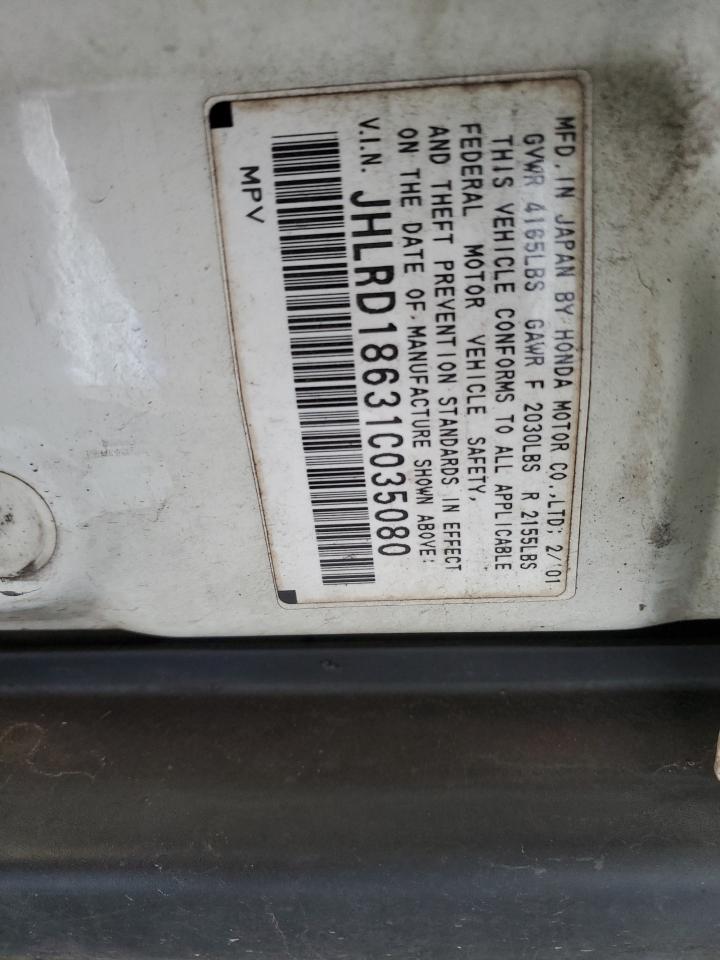 MFD. IN JAPAN BY HONDA MOTOR CO.,LTD; 2/'01
GVWR 4165LBS GAWR F 2030LBS R 2155LBS
THIS VEHICLE CONFORMS TO ALL APPLICABLE
FEDERAL MOTOR VEHICLE SAFETY,
AND THEFT PREVENTION STANDARDS IN EFFECT
ON THE DATE OF MANUFACTURE SHOWN ABOVE:
V.I.N. JHLRD18631C035080
MPV